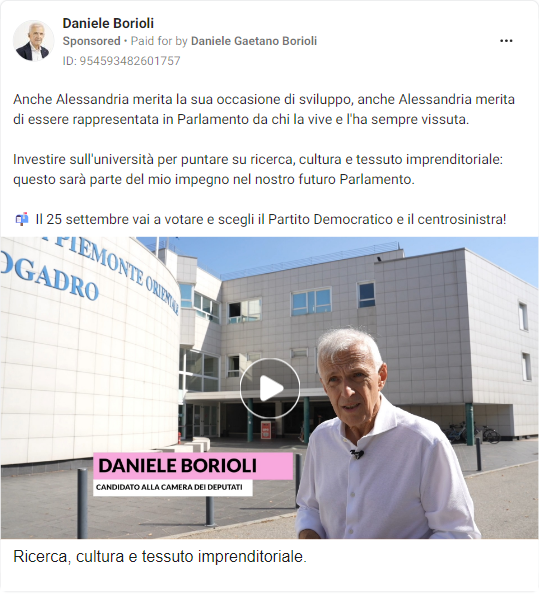 Daniele Borioli
Sponsored • Paid for by Daniele Gaetano Borioli
ID: 954593482601757
Anche Alessandria merita la sua occasione di sviluppo, anche Alessandria merita
di essere rappresentata in Parlamento da chi la vive e l'ha sempre vissuta.
Investire sull'università per puntare su ricerca, cultura e tessuto imprenditoriale:
questo sarà parte del mio impegno nel nostro futuro Parlamento.
📬 Il 25 settembre vai a votare e scegli il Partito Democratico e il centrosinistra!
PIEMONTE ORIENTALE
OGADRO
DANIELE BORIOLI
CANDIDATO ALLA CAMERA DEI DEPUTATI
Ricerca, cultura e tessuto imprenditoriale.